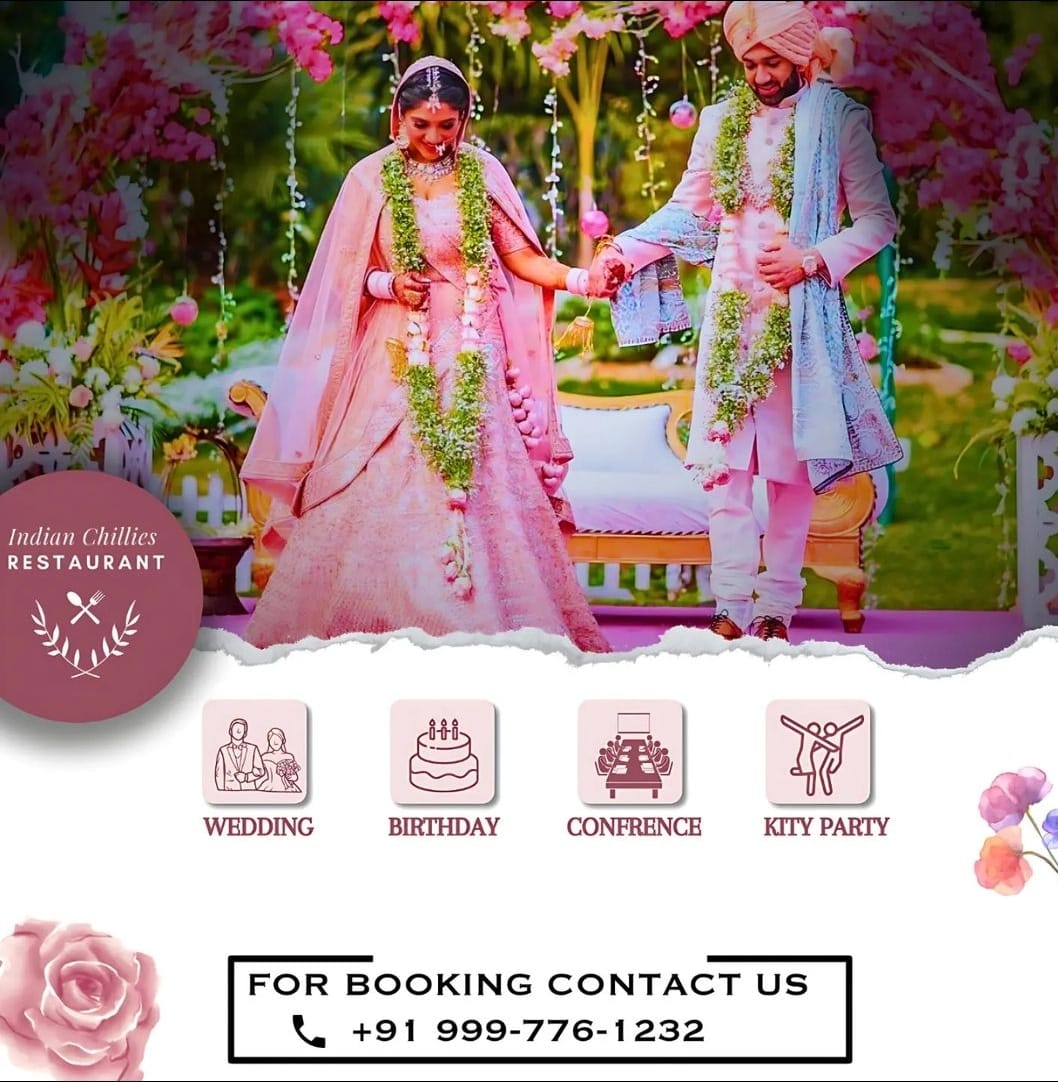 Indian Chillies
RESTAURANT
WEDDING
BIRTHDAY
CONFRENCE
KITY PARTY
FOR BOOKING CONTACT US
+91 999-776-1232